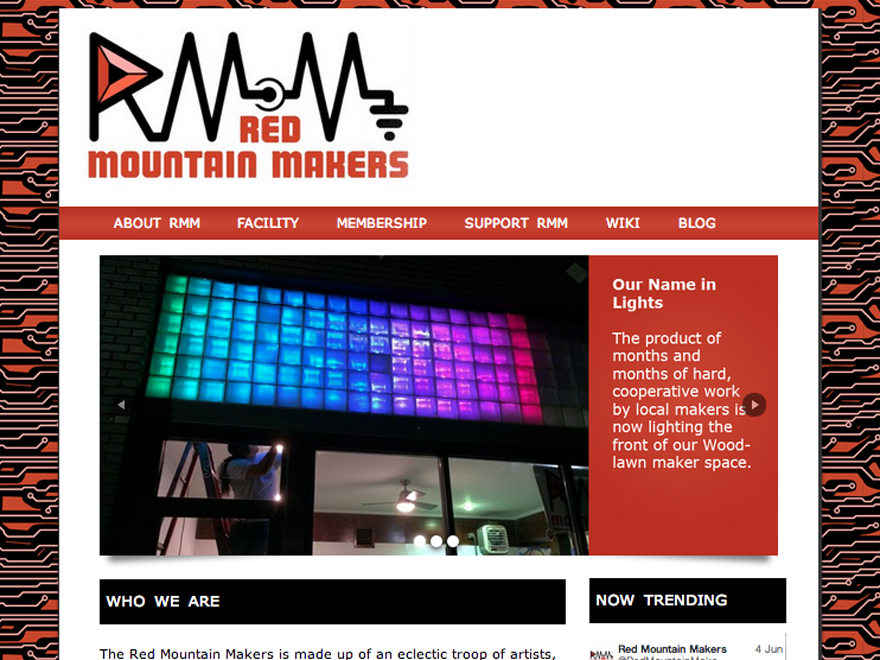 RMM
RED
MOUNTAIN MAKERS
ABOUT RMM FACILITY MEMBERSHIP SUPPORT RMM WIKI BLOG
Our Name in
Lights
The product of
months and
months of hard,
cooperative work
by local makers is
now lighting the
front of our Wood-
lawn maker space.
WHO WE ARE
NOW TRENDING
The Red Mountain Makers is made up of an eclectic troop of artists,
Red Mountain Makers 4 Jun